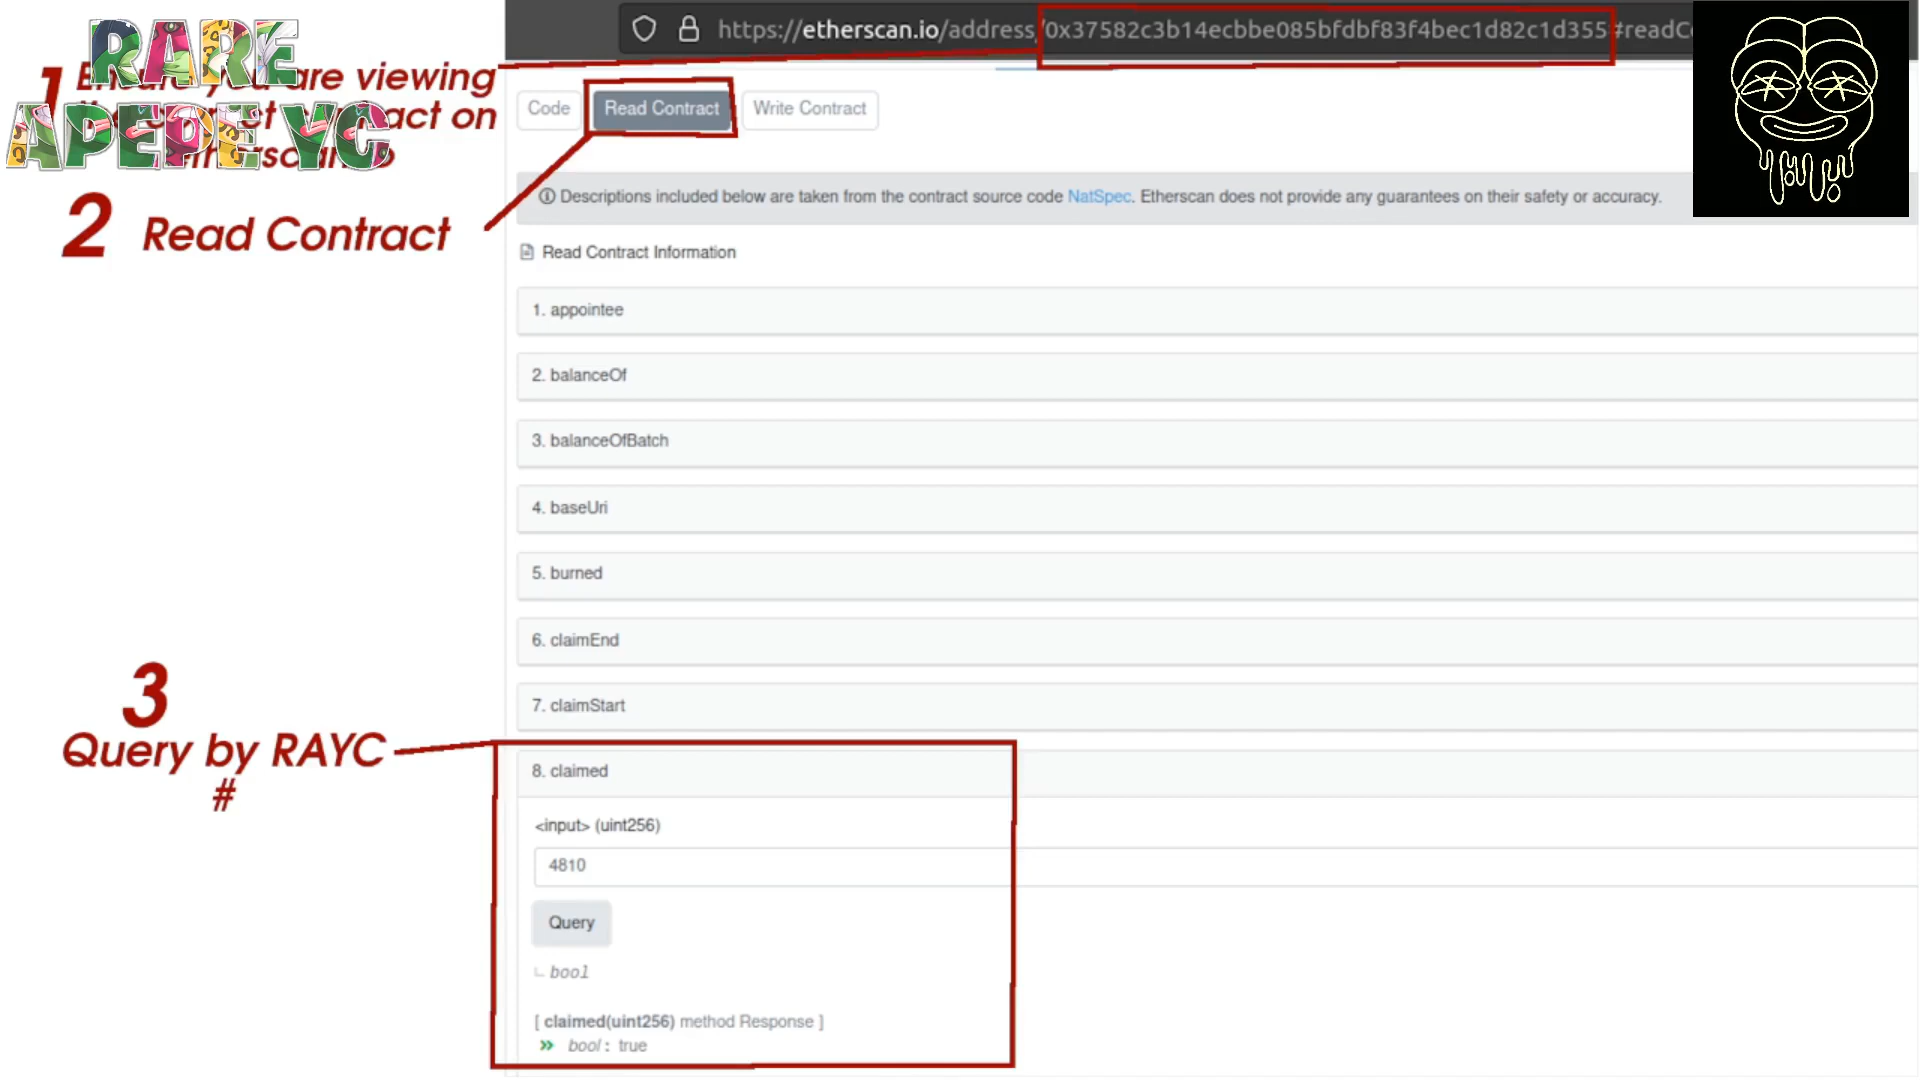 RARE
APEPE YC
https://etherscan.io/address/0x37582c3b14ecbbe085bfdbf83f4bec1d82c1d355#readCo
1
are viewing
act on
2 Read Contract
Code
Read Contract
Write Contract
Descriptions included below are taken from the contract source code NatSpec. Etherscan does not provide any guarantees on their safety or accuracy.
Read Contract Information
1. appointee
2. balanceOf
3. balanceOfBatch
4. baseUri
5. burned
6. claimEnd
7. claimStart
3
Query by RAYC
#
8. claimed
<input> (uint256)
4810
Query
bool
[ claimed(uint256) method Response ]
bool : true